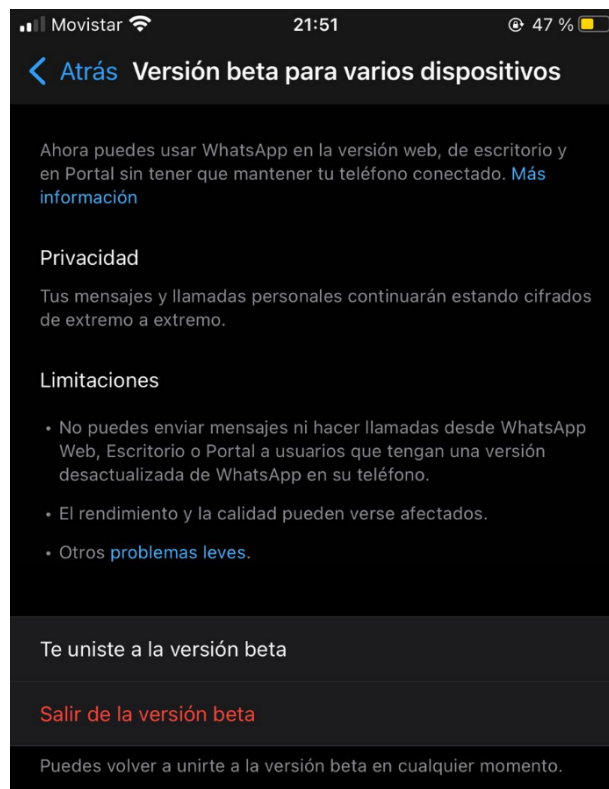 Movistar 21:51 47 %
Atrás Versión beta para varios dispositivos
Ahora puedes usar WhatsApp en la versión web, de escritorio y
en Portal sin tener que mantener tu teléfono conectado. Más
información
Privacidad
Tus mensajes y llamadas personales continuarán estando cifrados
de extremo a extremo.
Limitaciones
• No puedes enviar mensajes ni hacer llamadas desde WhatsApp
Web, Escritorio o Portal a usuarios que tengan una versión
desactualizada de WhatsApp en su teléfono.
• El rendimiento y la calidad pueden verse afectados.
• Otros problemas leves.
Te uniste a la versión beta
Salir de la versión beta
Puedes volver a unirte a la versión beta en cualquier momento.